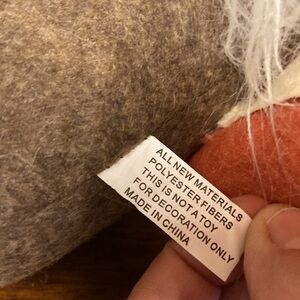 ALL NEW MATERIALS
POLYESTER FIBERS
THIS IS NOT A TOY
FOR DECORATION ONLY
MADE IN CHINA